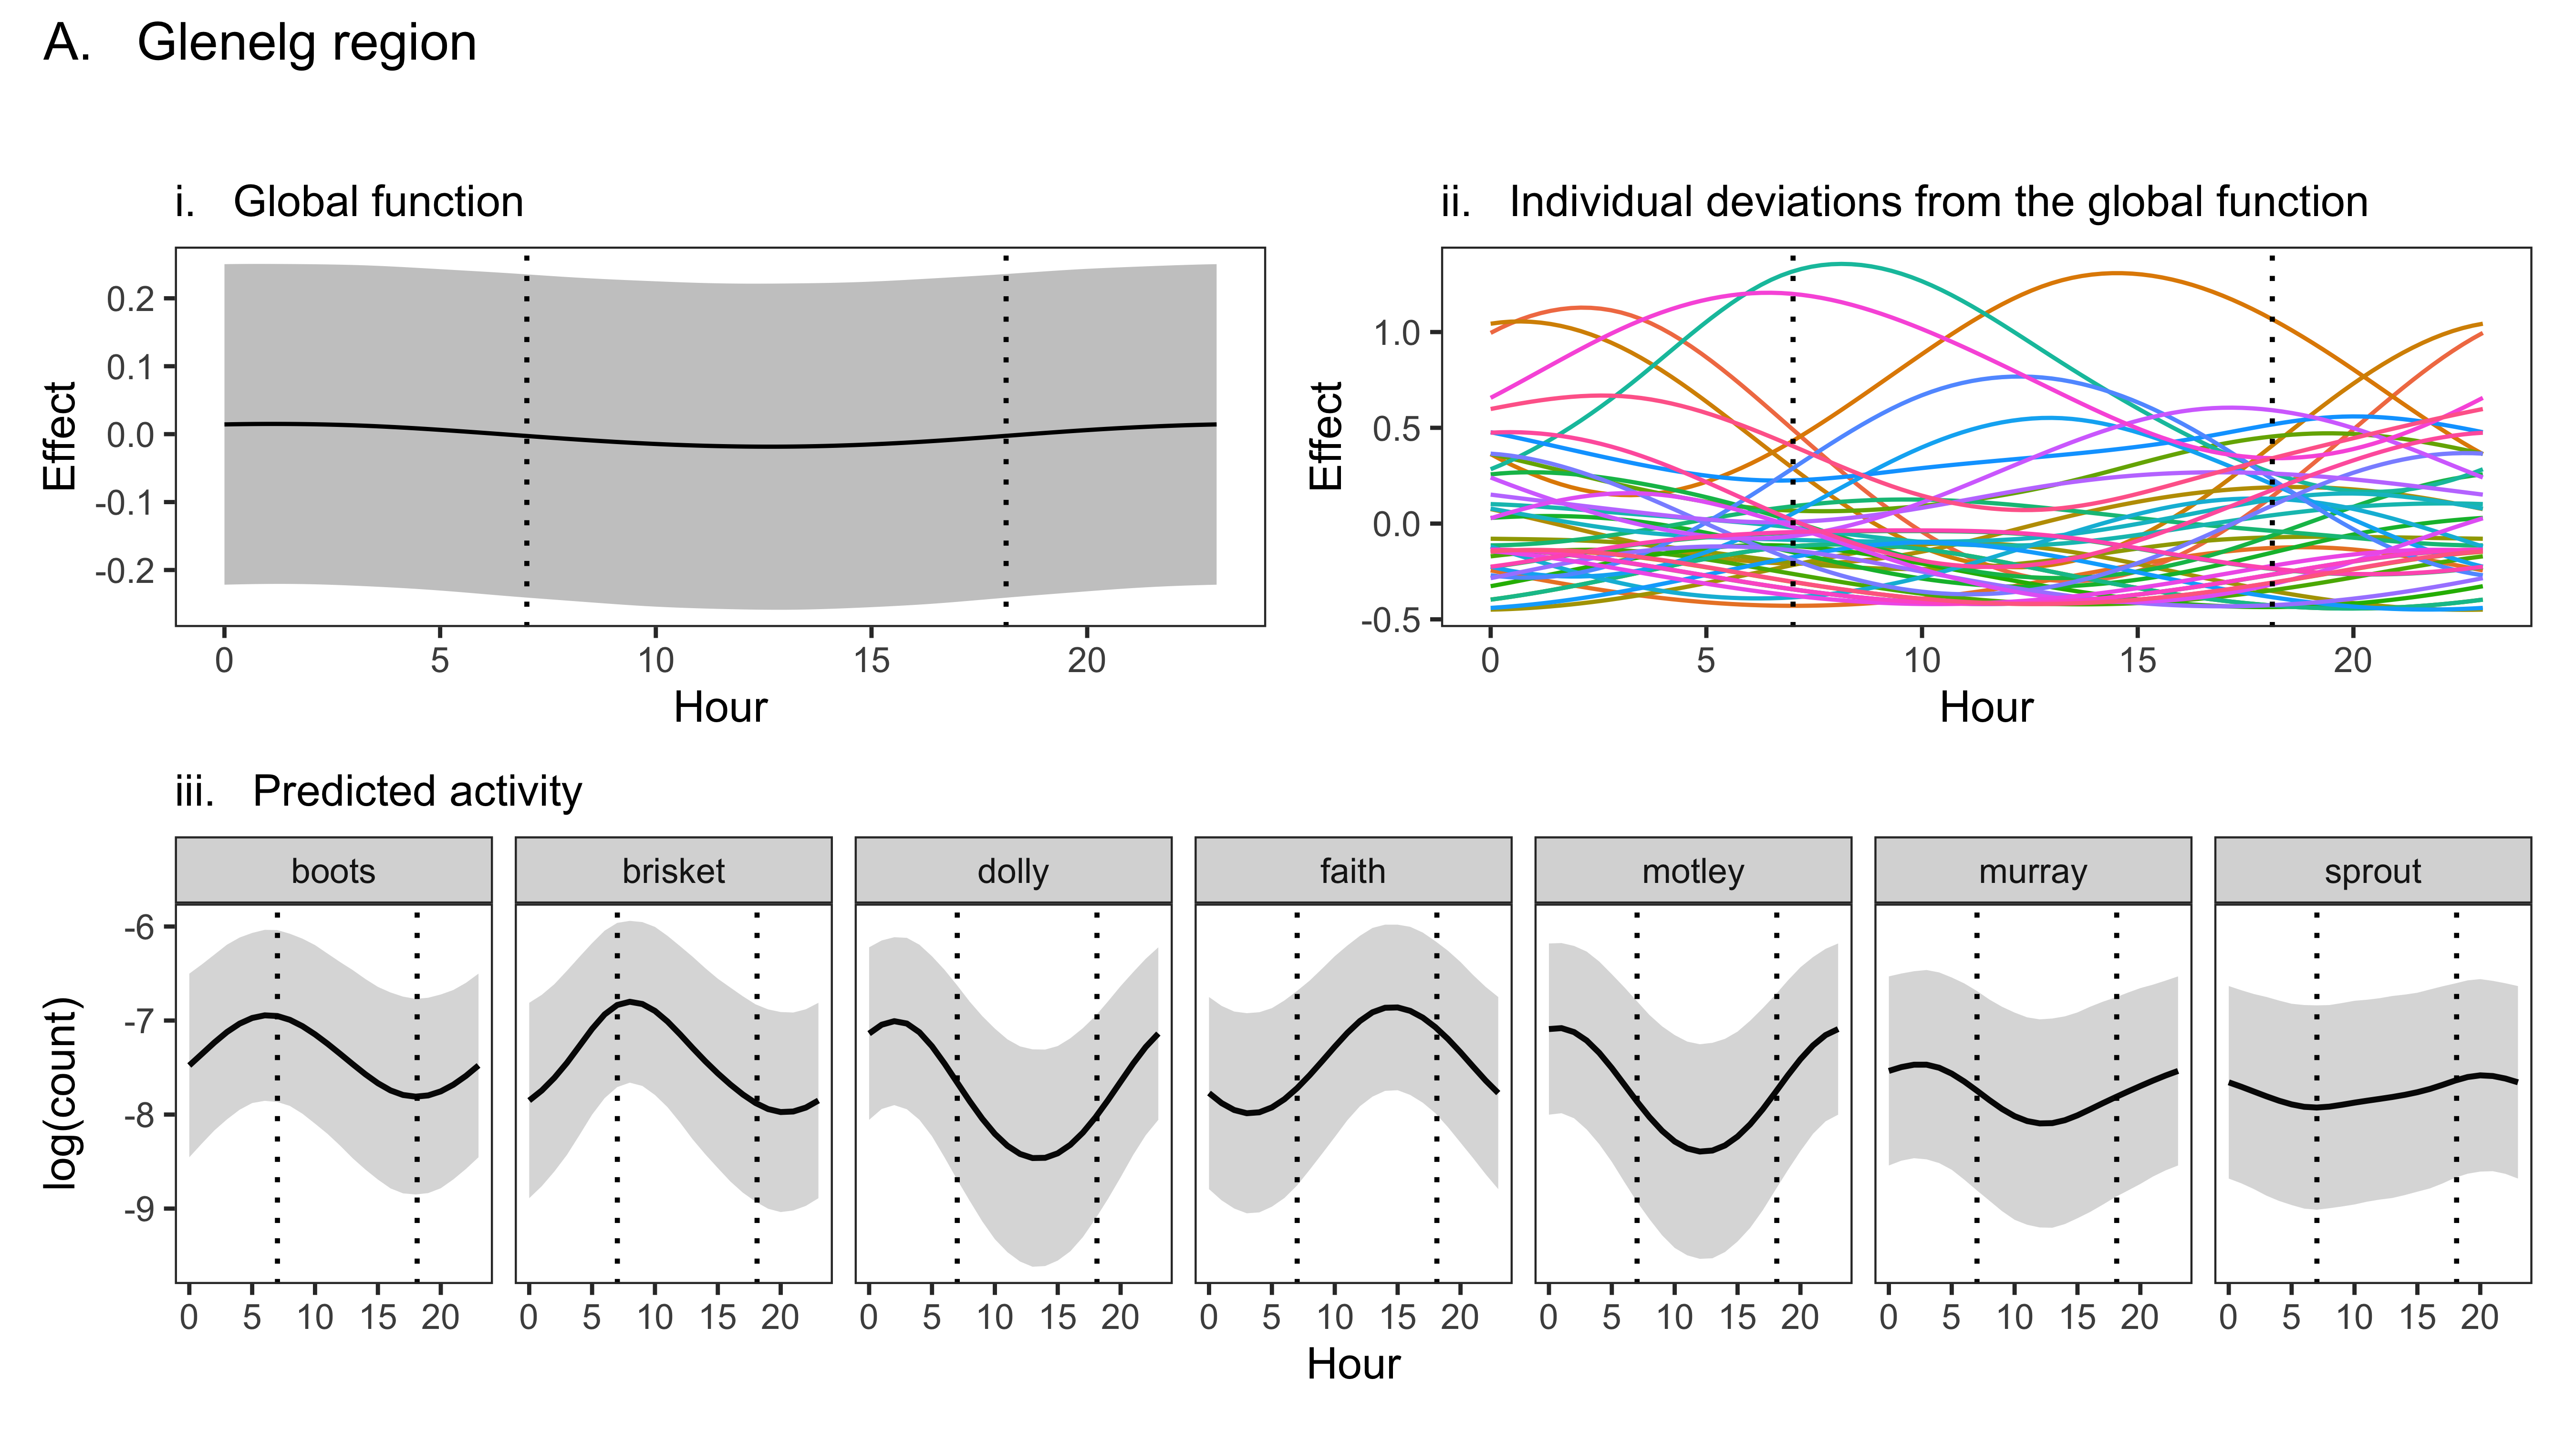 A. Glenelg region
i. Global function
ii. Individual deviations from the global function
0.2
0.1
0.0
-0.1
-0.2
Effect
0 5 10 15 20
Hour
1.0
0.5
0.0
-0.5
Effect
0 5 10 15 20
Hour
iii. Predicted activity
boots brisket dolly faith motley murray sprout
-6
-7
-8
-9
log(count)
0 5 10 15 20 0 5 10 15 20 0 5 10 15 20 0 5 10 15 20 0 5 10 15 20 0 5 10 15 20 0 5 10 15 20
Hour